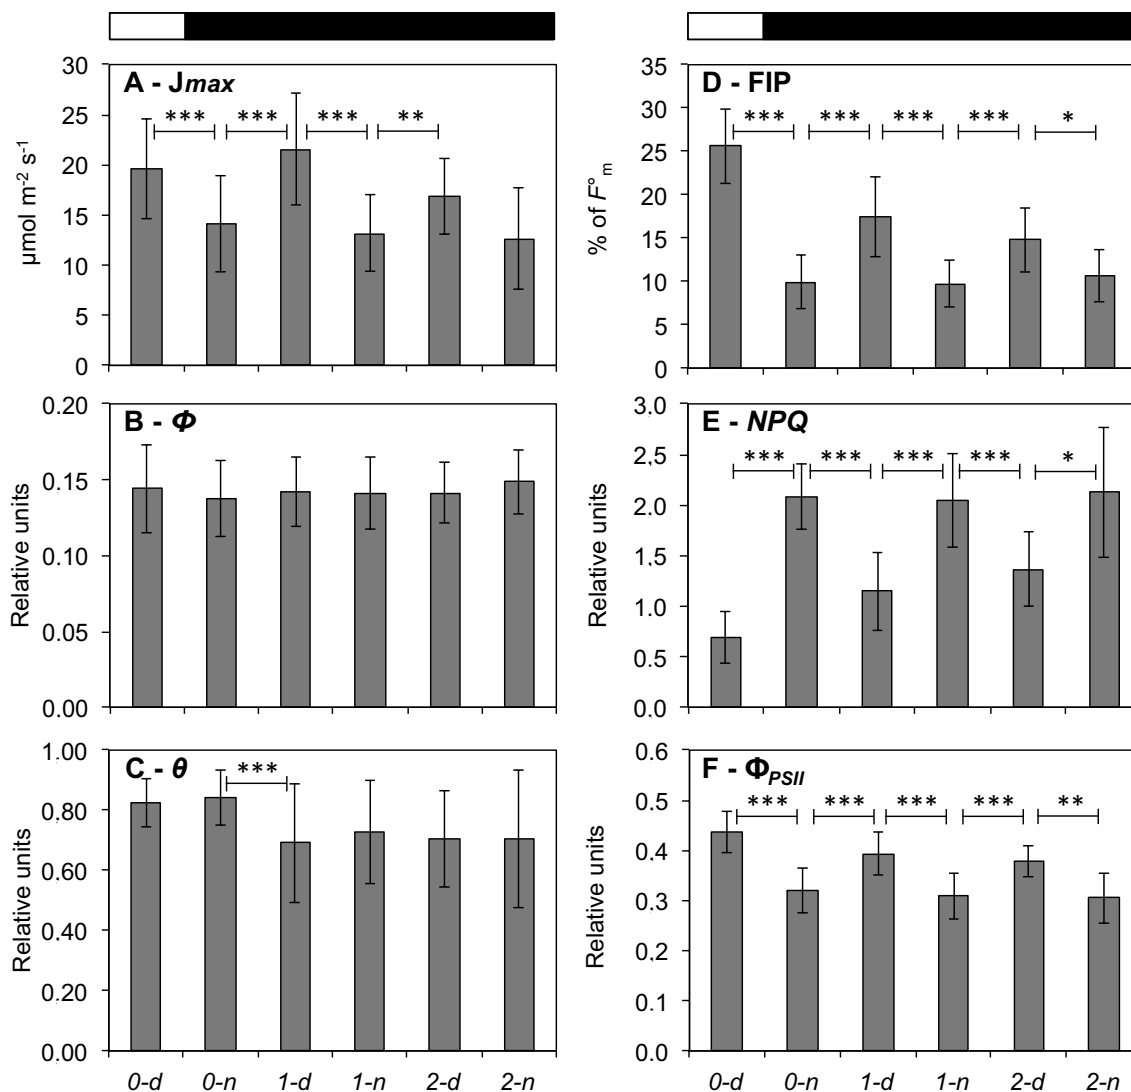 A - Jmax
30
25
20
15
10
5
0
µmol m-2 s-1
*** *** *** **
D - FIP
35
30
25
20
15
10
5
0
% of F°m
*** *** *** *** *
B - Φ
0.20
0.15
0.10
0.05
0.00
Relative units
E - NPQ
3.0
2.5
2.0
1.5
1.0
0.5
0.0
Relative units
*** *** *** *** *
C - θ
1.00
0.80
0.60
0.40
0.20
0.00
Relative units
***
0-d 0-n 1-d 1-n 2-d 2-n
F - ΦPSII
0.6
0.5
0.4
0.3
0.2
0.1
0.0
Relative units
*** *** *** *** **
0-d 0-n 1-d 1-n 2-d 2-n